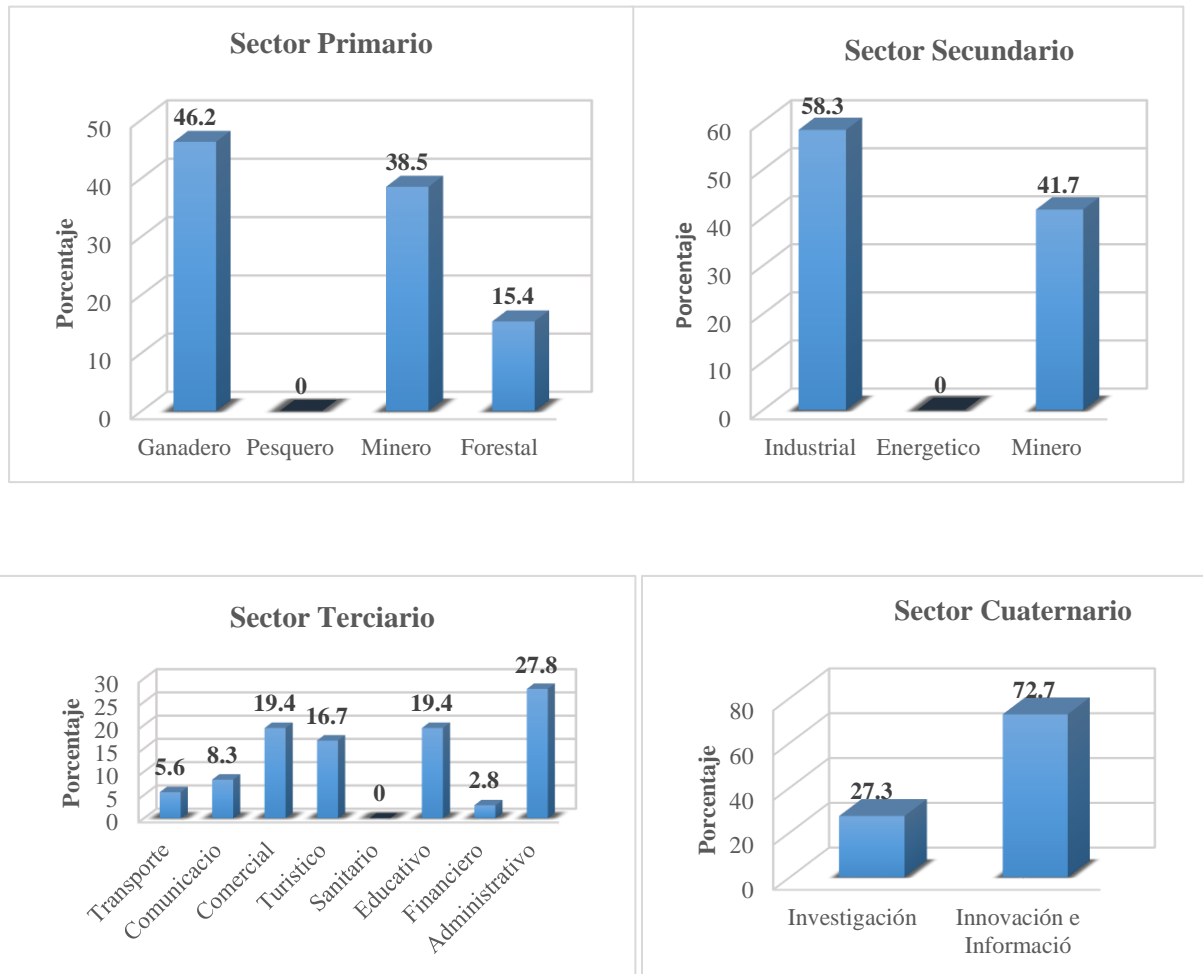 Sector Primario
Porcentaje
50
40
30
20
10
0
46.2
0
38.5
15.4
Ganadero Pesquero Minero Forestal
Sector Secundario
Porcentaje
60
50
40
30
20
10
0
58.3
0
41.7
Industrial Energetico Minero
Sector Terciario
Porcentaje
30
25
20
15
10
5
0
5.6
8.3
19.4
16.7
0
19.4
2.8
27.8
Transporte
Comunicacio
Comercial
Turistico
Sanitario
Educativo
Financiero
Administrativo
Sector Cuaternario
Porcentaje
80
60
40
20
0
27.3
72.7
Investigación
Innovación e
Informació